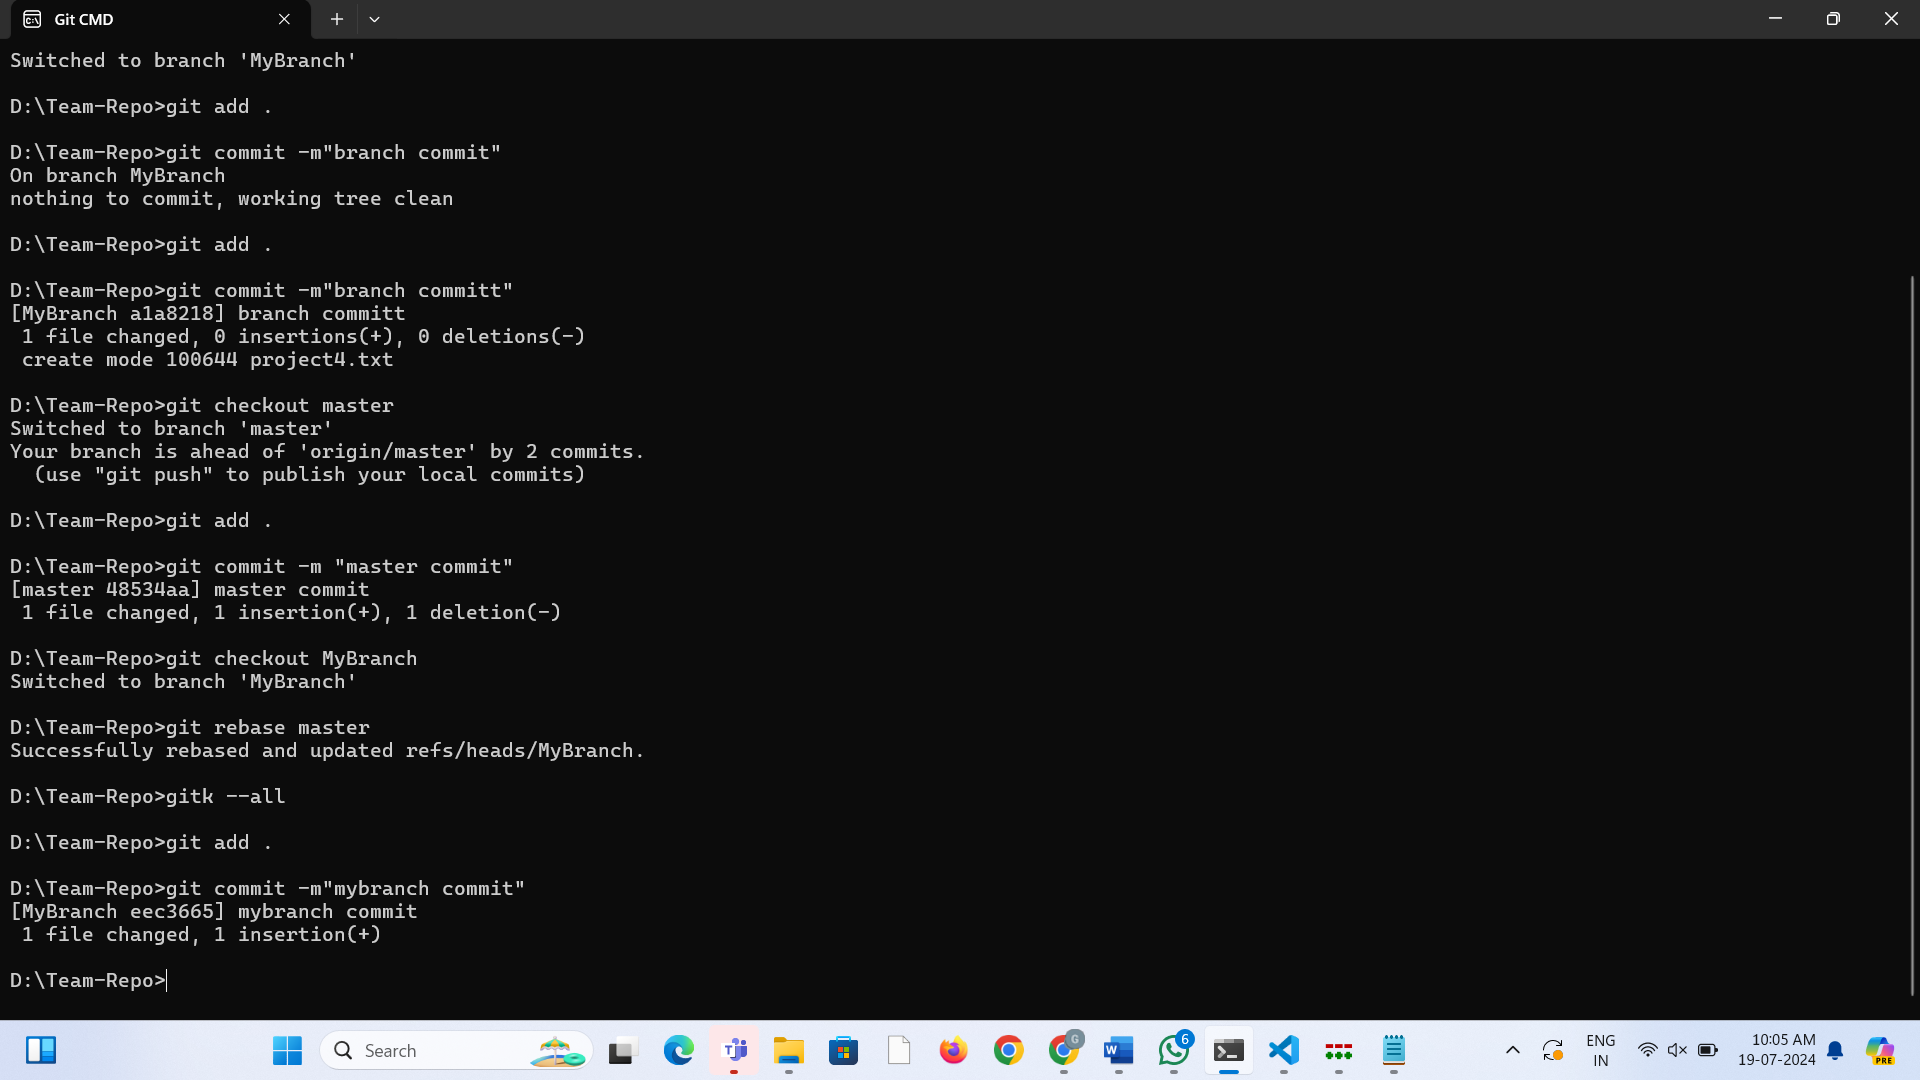 Git CMD
Switched to branch 'MyBranch'
D:\Team-Repo>git add .
D:\Team-Repo>git commit -m"branch commit"
On branch MyBranch
nothing to commit, working tree clean
D:\Team-Repo>git add .
D:\Team-Repo>git commit -m"branch committ"
[MyBranch a1a8218] branch committ
 1 file changed, 0 insertions(+), 0 deletions(-)
 create mode 100644 project4.txt
D:\Team-Repo>git checkout master
Switched to branch 'master'
Your branch is ahead of 'origin/master' by 2 commits.
  (use "git push" to publish your local commits)
D:\Team-Repo>git add .
D:\Team-Repo>git commit -m "master commit"
[master 48534aa] master commit
 1 file changed, 1 insertion(+), 1 deletion(-)
D:\Team-Repo>git checkout MyBranch
Switched to branch 'MyBranch'
D:\Team-Repo>git rebase master
Successfully rebased and updated refs/heads/MyBranch.
D:\Team-Repo>gitk --all
D:\Team-Repo>git add .
D:\Team-Repo>git commit -m"mybranch commit"
[MyBranch eec3665] mybranch commit
 1 file changed, 1 insertion(+)
D:\Team-Repo>
Search
G
6
ENG
IN
10:05 AM
19-07-2024
PRE